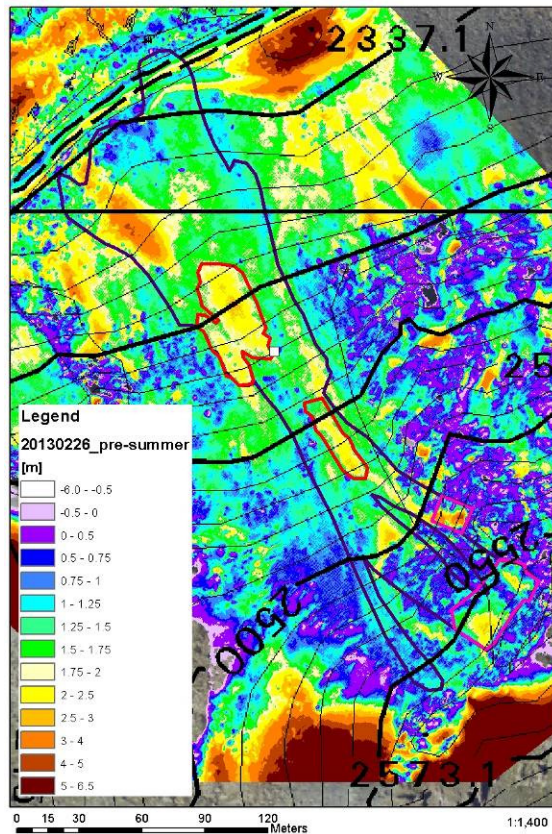 2337.1
N
W
E
S
25
Legend
20130226_pre-summer
[m]
-6.0 - -0.5
-0.5 - 0
0 - 0.5
0.5 - 0.75
0.75 - 1
1 - 1.25
1.25 - 1.5
1.5 - 1.75
1.75 - 2
2 - 2.5
2.5 - 3
3 - 4
4 - 5
5 - 6.5
2550
2500
2573.1
0 15 30 60 90 120
Meters
1:1,400